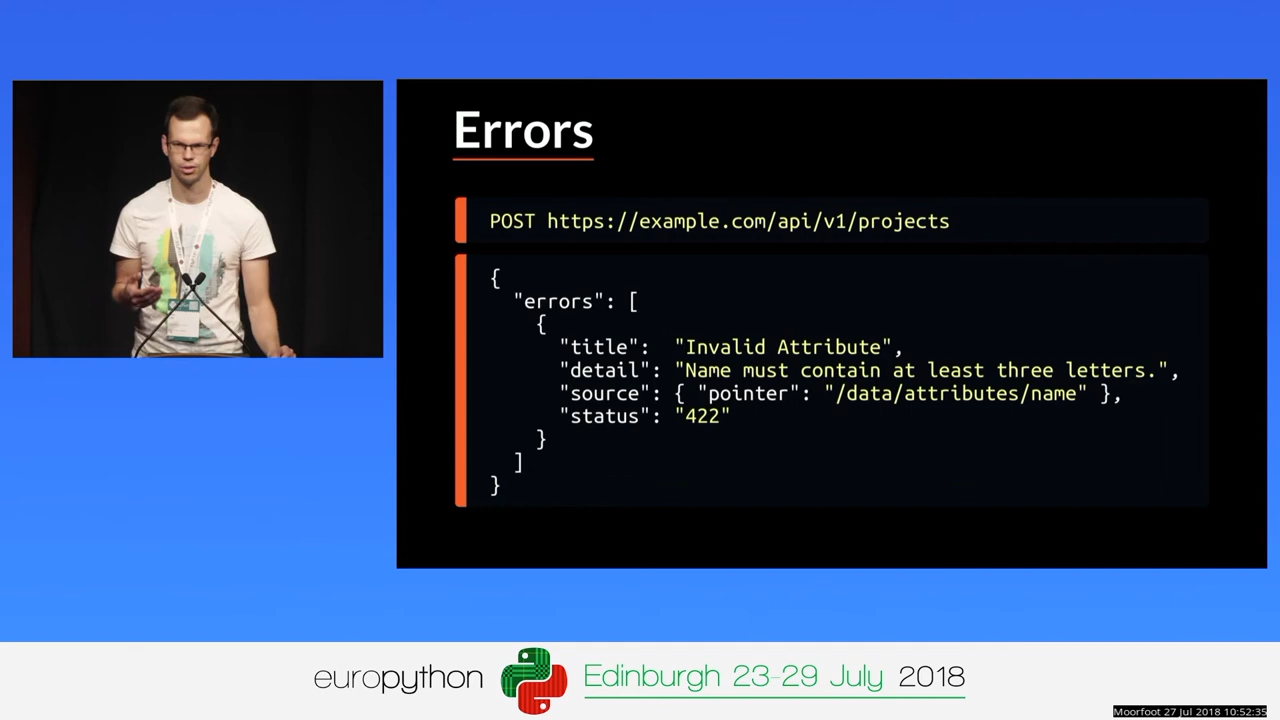 Errors
POST https://example.com/api/v1/projects
{
"errors": [
{
"title":  "Invalid Attribute",
"detail": "Name must contain at least three letters.",
"source": { "pointer": "/data/attributes/name" },
"status": "422"
}
]
}
europython Edinburgh 23-29 July 2018
Moorfoot 27 Jul 2018 10:52:35